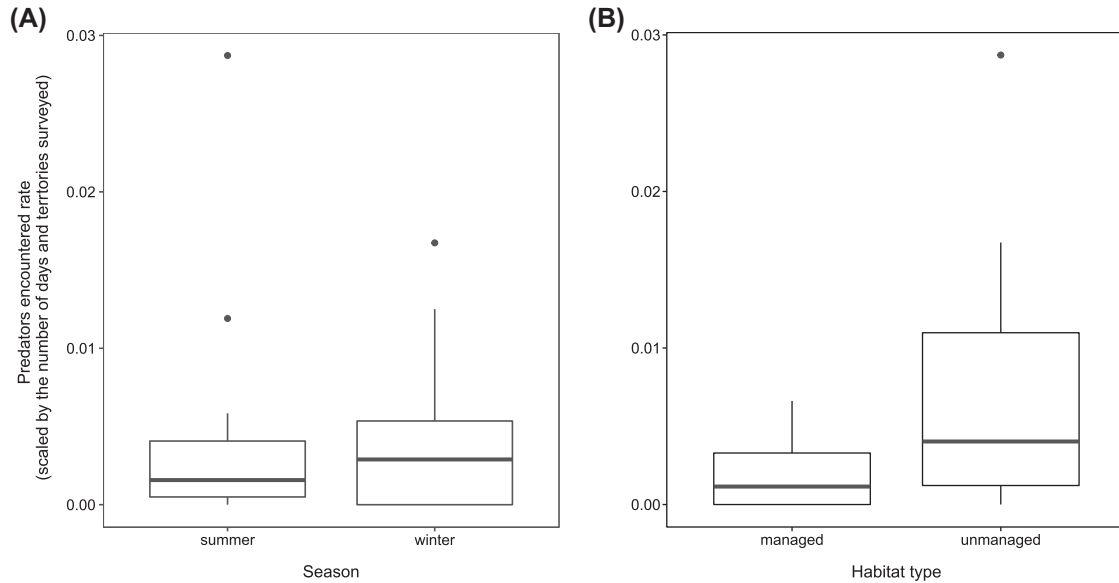 (A)
Predators encountered rate
(scaled by the number of days and terrtories surveyed)
0.03
0.02
0.01
0.00
summer
winter
Season
(B)
0.03
0.02
0.01
0.00
managed
unmanaged
Habitat type